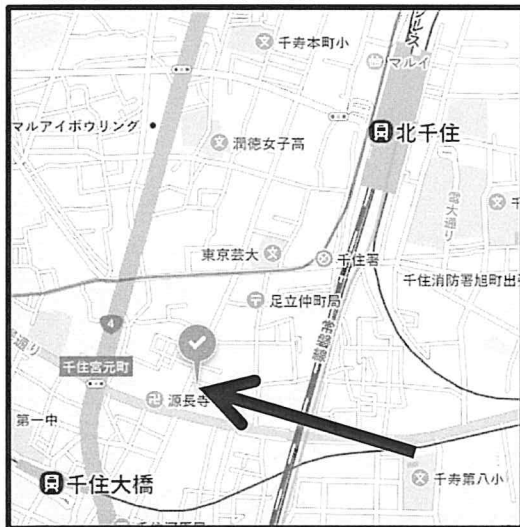 千寿本町小
マルイ
マルアイボウリング
北千住
潤徳女子高
東京芸大
千住署
千住消防署旭町出
足立仲町局
常磐線
4
千住宮元町
源長寺
第一中
千寿第八小
千住大橋